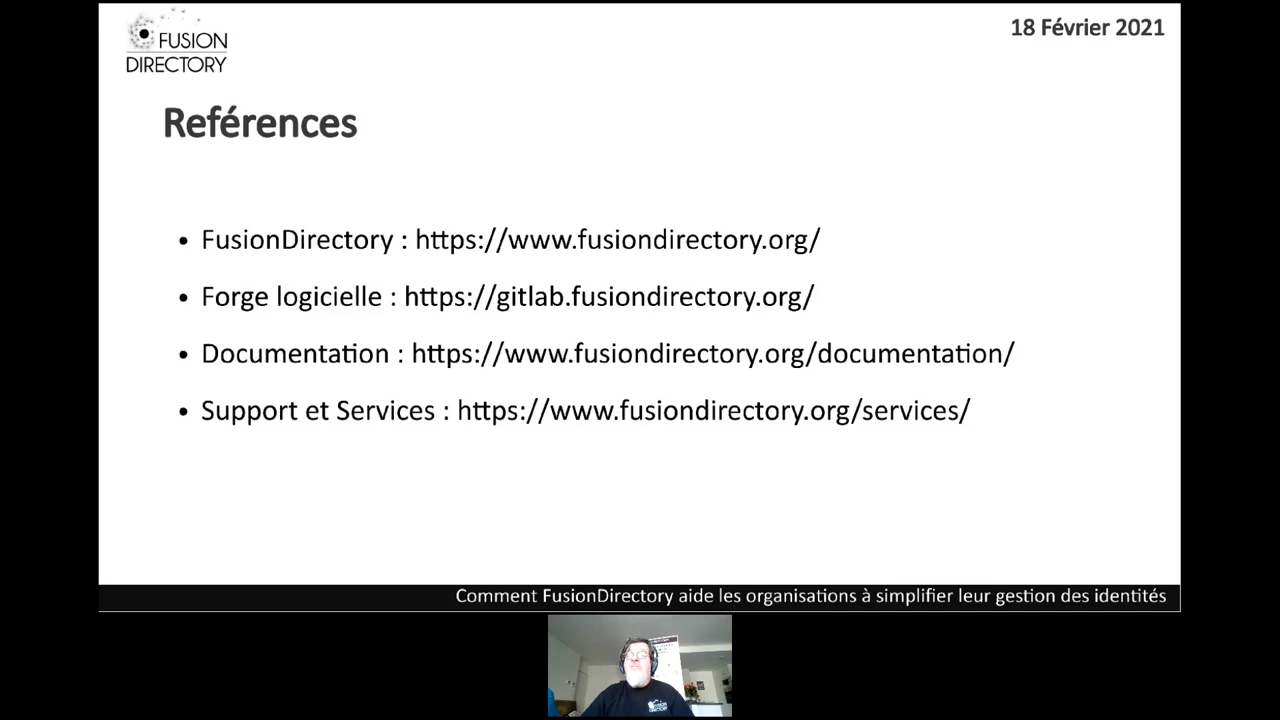 FUSION
DIRECTORY
18 Février 2021
Reférences
• FusionDirectory : https://www.fusiondirectory.org/
• Forge logicielle : https://gitlab.fusiondirectory.org/
• Documentation : https://www.fusiondirectory.org/documentation/
• Support et Services : https://www.fusiondirectory.org/services/
Comment FusionDirectory aide les organisations à simplifier leur gestion des identités
FUSION
DIRECTORY